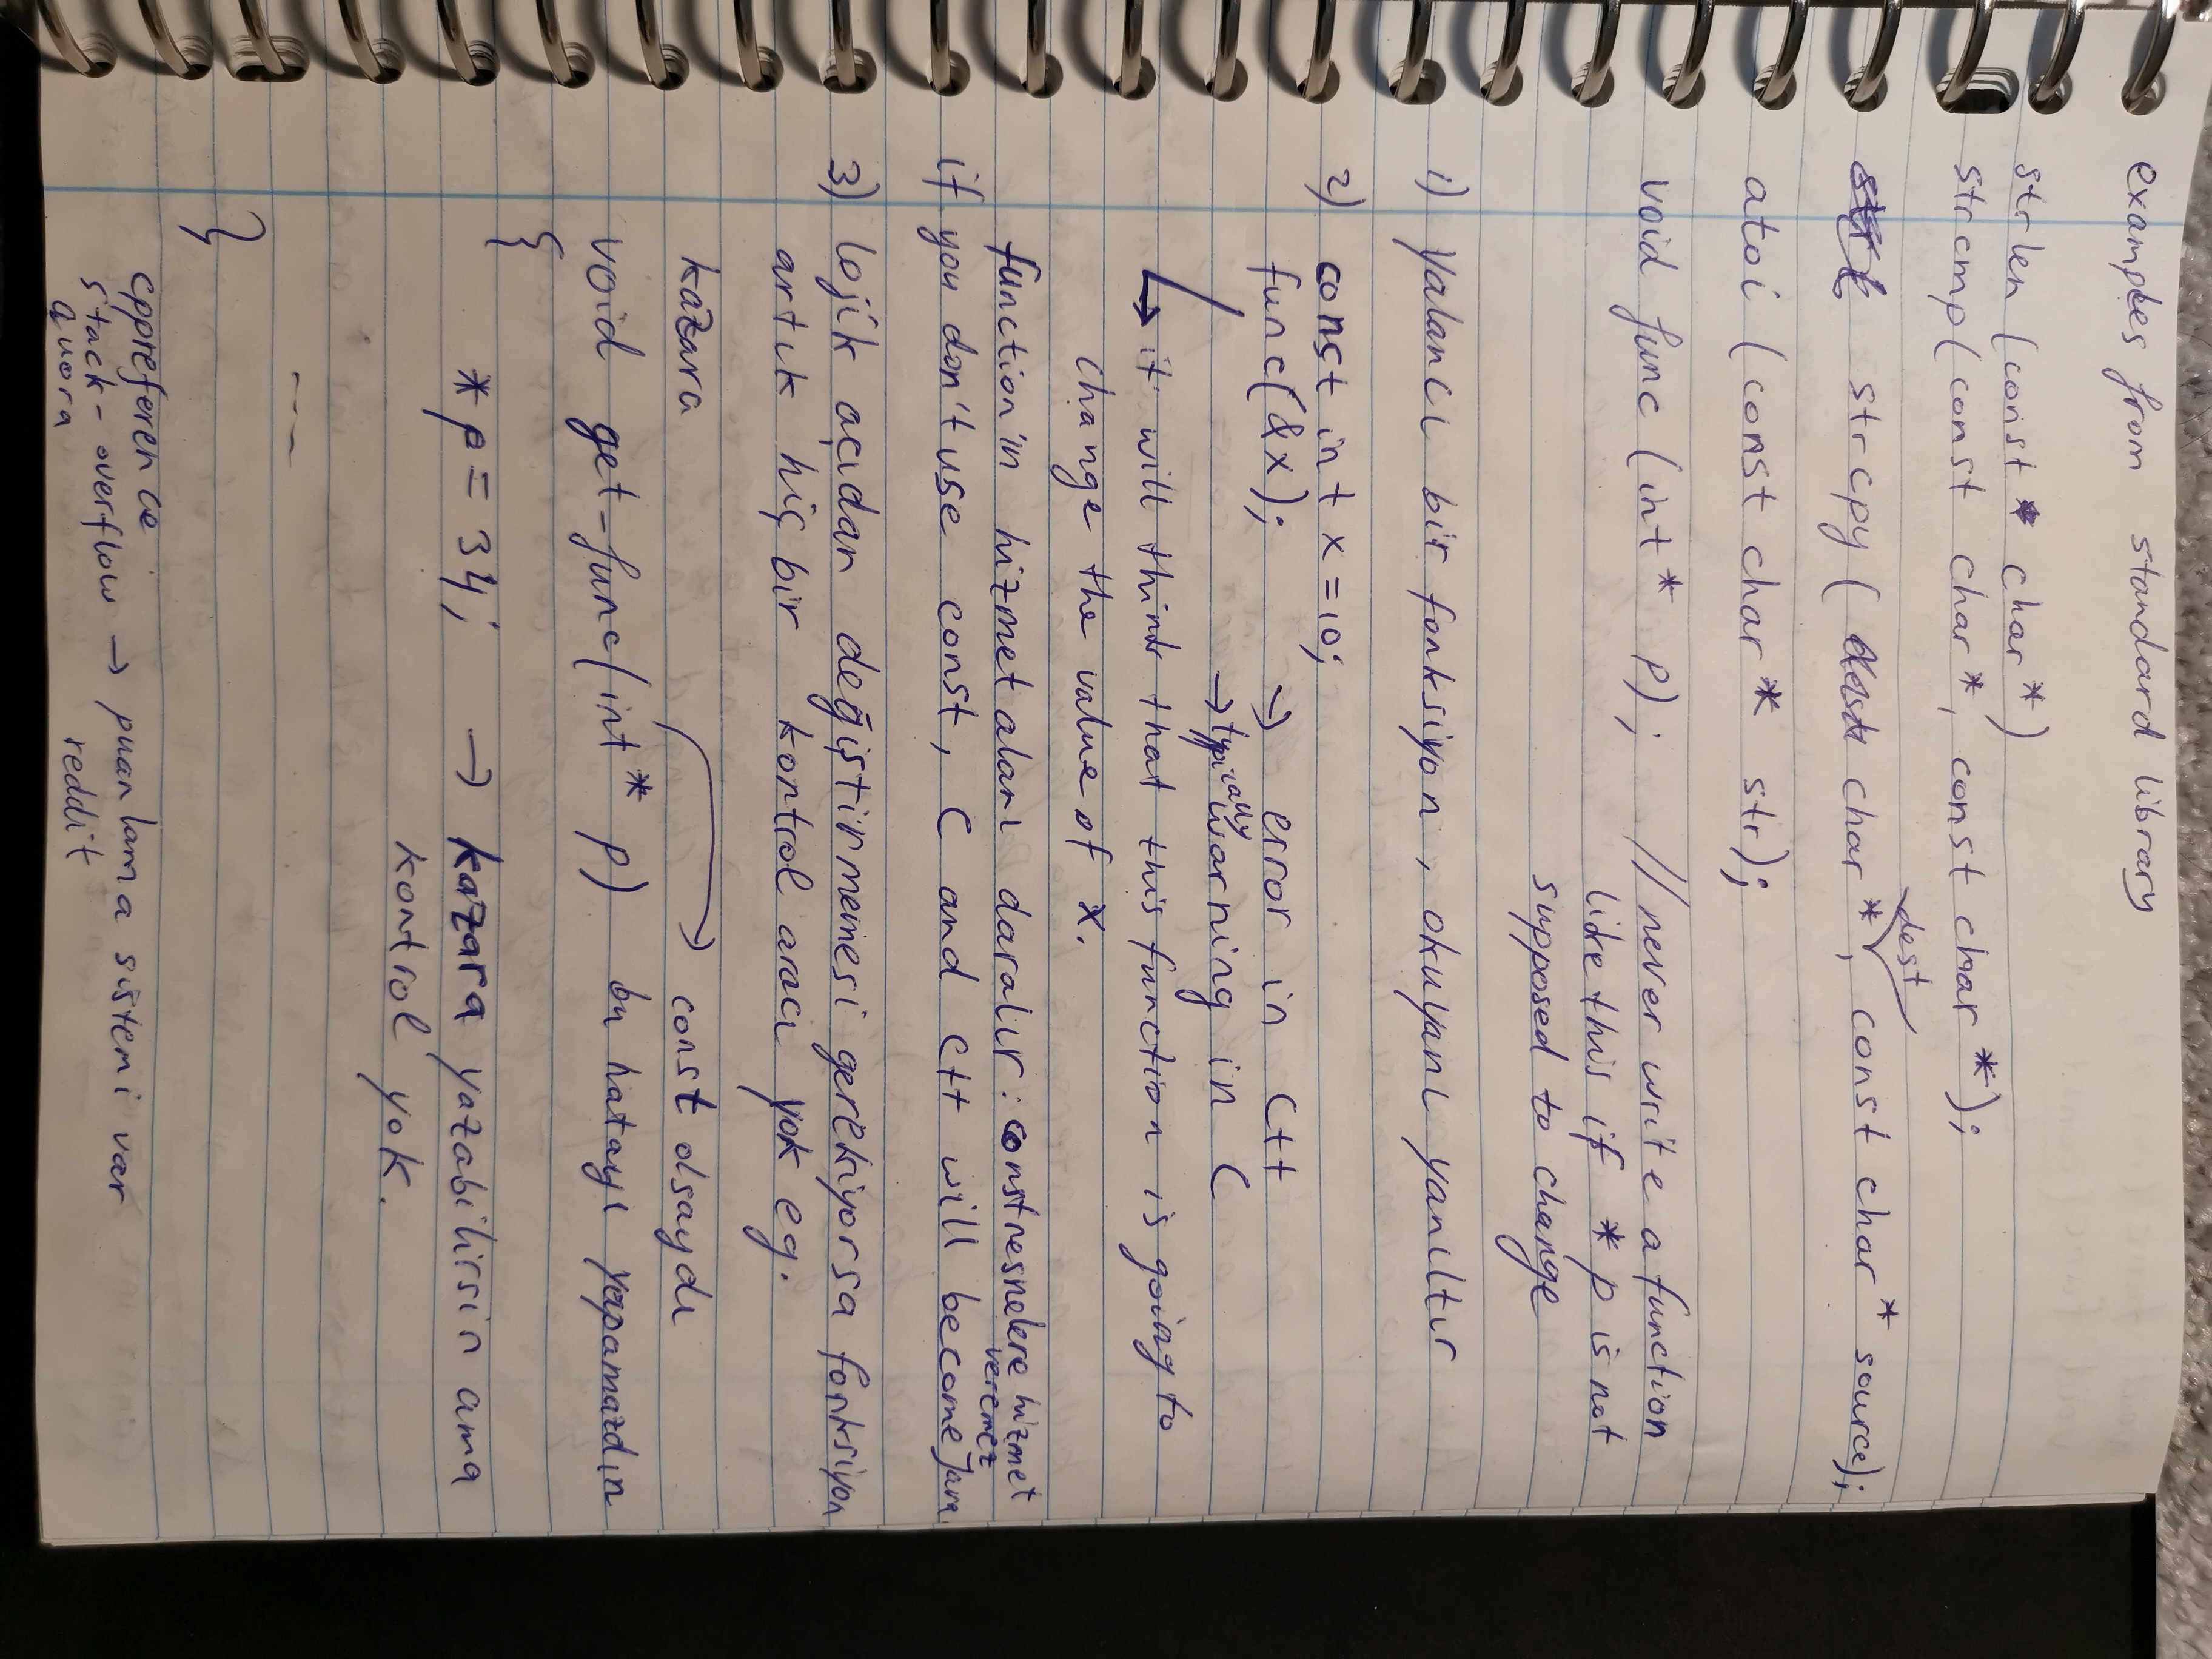 examples from standard library
strlen (const char*)
strcmp(const char*, const char*);
strcpy ( char* dest, const char* source);
atoi (const char* str);
void func (int* p); // never write a function
like this if *p is not
supposed to change
1) yalancı bir fonksiyon, okuyanı yanıltır
2) const int x = 10;
func(&x); → error in C++
→ typically warning in C
↳ it will think that this function is going to
change the value of x.
function'ın hizmet alanı daralır : const nesnelere hizmet
veremez
if you don't use const, C and C++ will become Java
3) lojik açıdan değiştirmemesi gerekiyorsa fonksiyon
artık hiç bir kontrol aracı yok eg.
kazara → const olsaydı
void get-func(int* p) bu hatayı yapamazdın
{
*p = 34; → kazara yazabilirsin ama
kontrol yok.
---
}
cppreference
stack-overflow → puanlama sistemi var
quora reddit